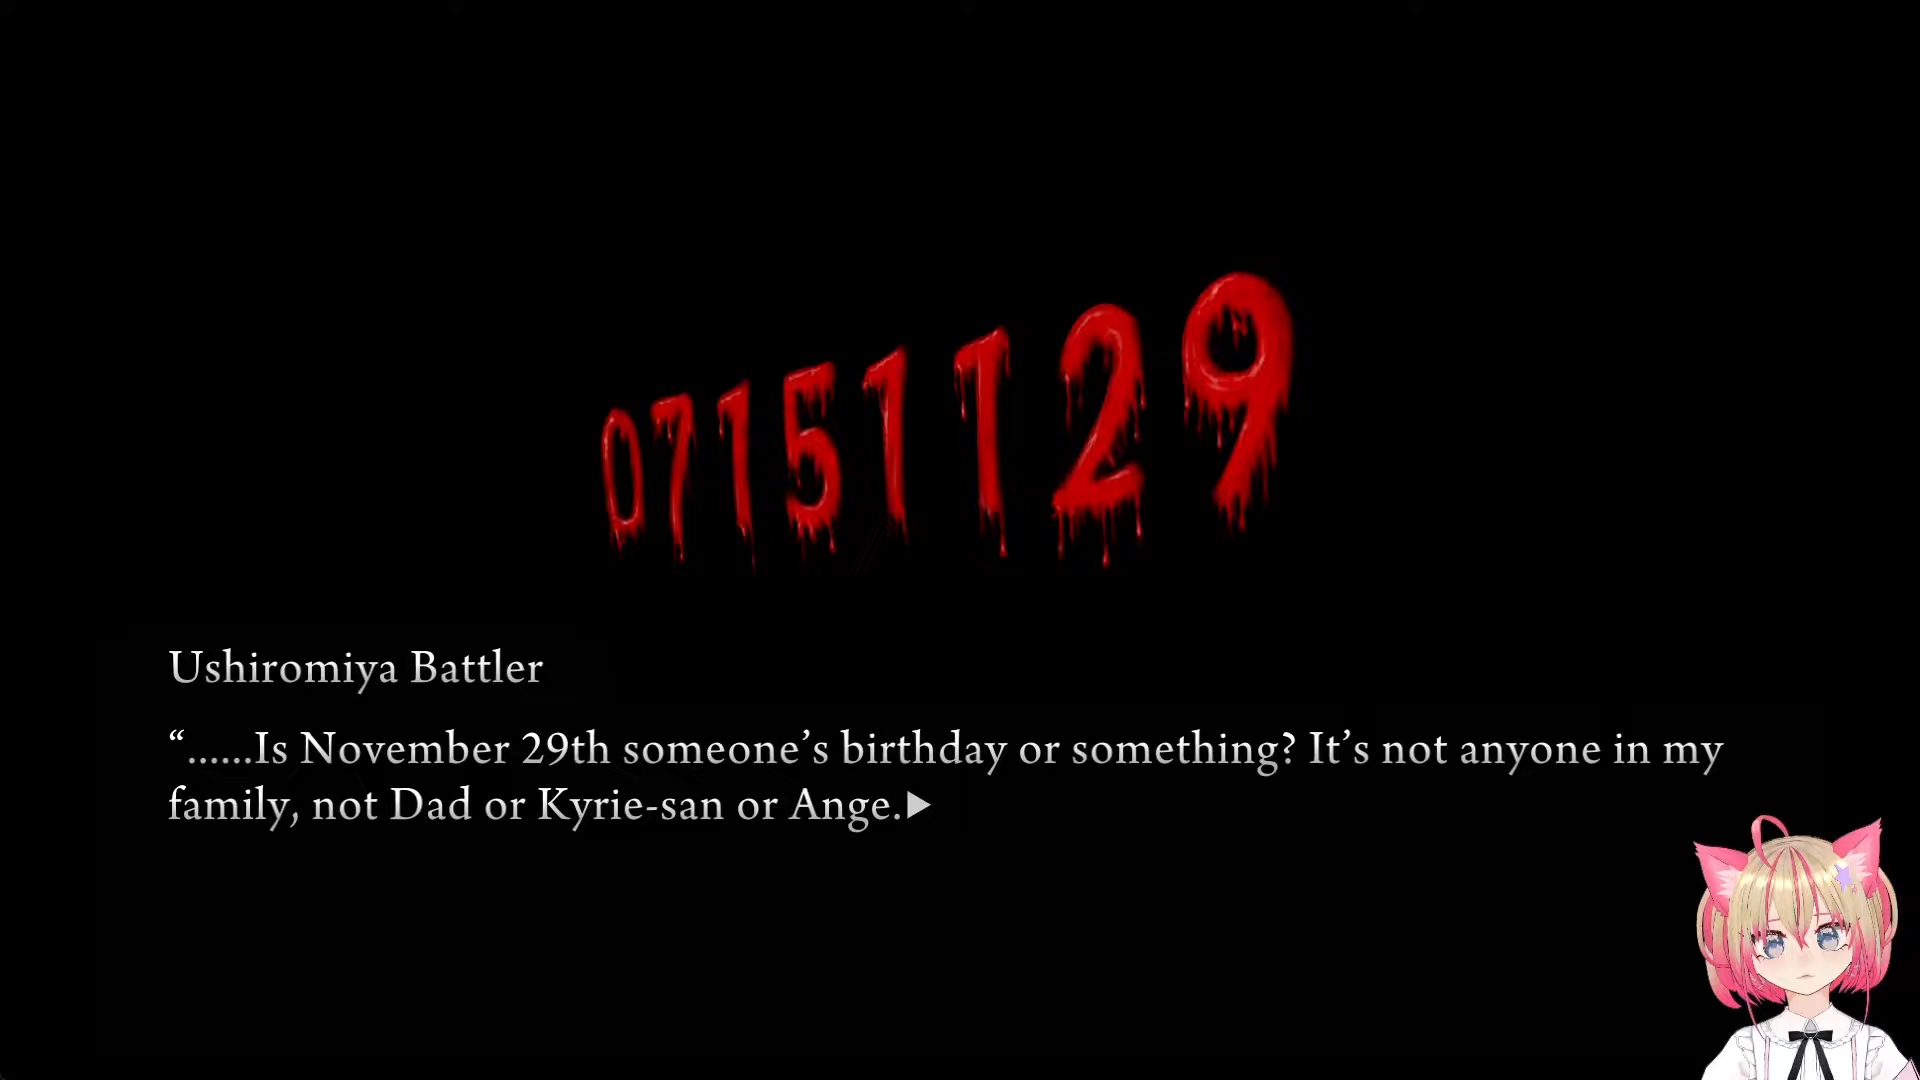 07151129
Ushiromiya Battler
“......Is November 29th someone’s birthday or something? It’s not anyone in my
family, not Dad or Kyrie-san or Ange.